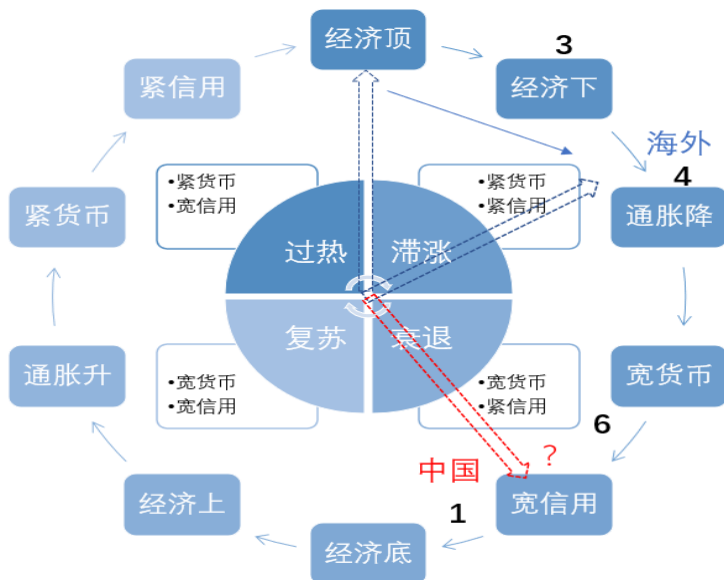 经济顶
3
紧信用
经济下
海外
4
•紧货币
•宽信用
•紧货币
•紧信用
紧货币
通胀降
过热
滞涨
复苏
衰退
通胀升
•宽货币
•宽信用
•宽货币
•紧信用
宽货币
6
中国
?
经济上
1
宽信用
经济底